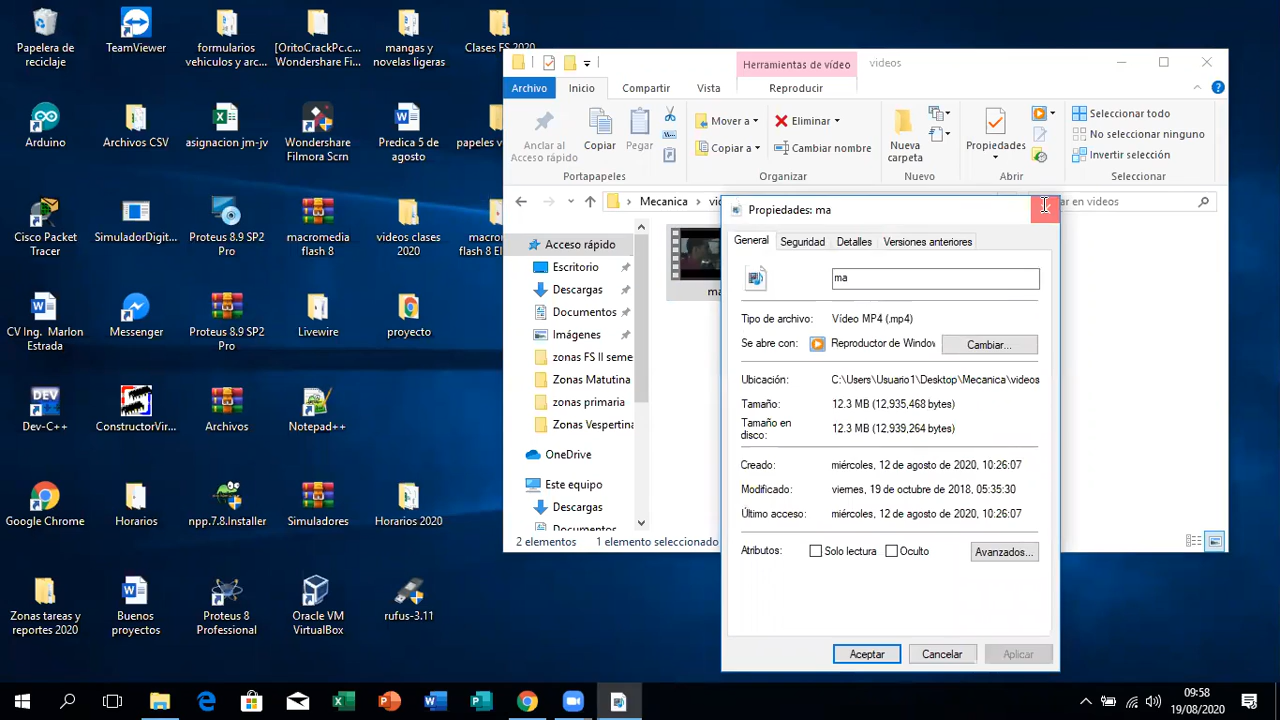 Papelera de
reciclaje
TeamViewer
formularios
vehiculos y arc...
[OritoCrackPc.c...
Wondershare Fi...
mangas y
novelas ligeras
Clases FS 2020
Arduino
Archivos CSV
asignacion jm-jv
Wondershare
Filmora Scrn
Predica 5 de
agosto
papeles v
Cisco Packet
Tracer
SimuladorDigit...
Proteus 8.9 SP2
Pro
macromedia
flash 8
videos clases
2020
macrom
flash 8 El
CV Ing. Marlon
Estrada
Messenger
Proteus 8.9 SP2
Pro
Livewire
proyecto
DEV
Dev-C++
ConstructorVir...
Archivos
Notepad++
Google Chrome
Horarios
npp.7.8.Installer
Simuladores
Horarios 2020
Zonas tareas y
reportes 2020
Buenos
proyectos
Proteus 8
Professional
Oracle VM
VirtualBox
rufus-3.11
Herramientas de vídeo
videos
Archivo
Inicio
Compartir
Vista
Reproducir
Anclar al
Acceso rápido
Copiar
Pegar
Portapapeles
Mover a
Copiar a
Eliminar
Cambiar nombre
Organizar
Nueva
carpeta
Nuevo
Propiedades
Abrir
Seleccionar todo
No seleccionar ninguno
Invertir selección
Seleccionar
Mecanica
vid
ar en videos
Acceso rápido
Escritorio
Descargas
Documentos
Imágenes
zonas FS II seme
Zonas Matutina
zonas primaria
Zonas Vespertina
OneDrive
Este equipo
Descargas
Documentos
ma
2 elementos
1 elemento seleccionado
Propiedades: ma
General
Seguridad
Detalles
Versiones anteriores
ma
Tipo de archivo:
Vídeo MP4 (.mp4)
Se abre con:
Reproductor de Window
Cambiar...
Ubicación:
C:\Users\Usuario1\Desktop\Mecanica\videos
Tamaño:
12.3 MB (12,935,468 bytes)
Tamaño en
disco:
12.3 MB (12,939,264 bytes)
Creado:
miércoles, 12 de agosto de 2020, 10:26:07
Modificado:
viernes, 19 de octubre de 2018, 05:35:30
Último acceso:
miércoles, 12 de agosto de 2020, 10:26:07
Atributos:
Solo lectura
Oculto
Avanzados...
Aceptar
Cancelar
Aplicar
09:58
19/08/2020